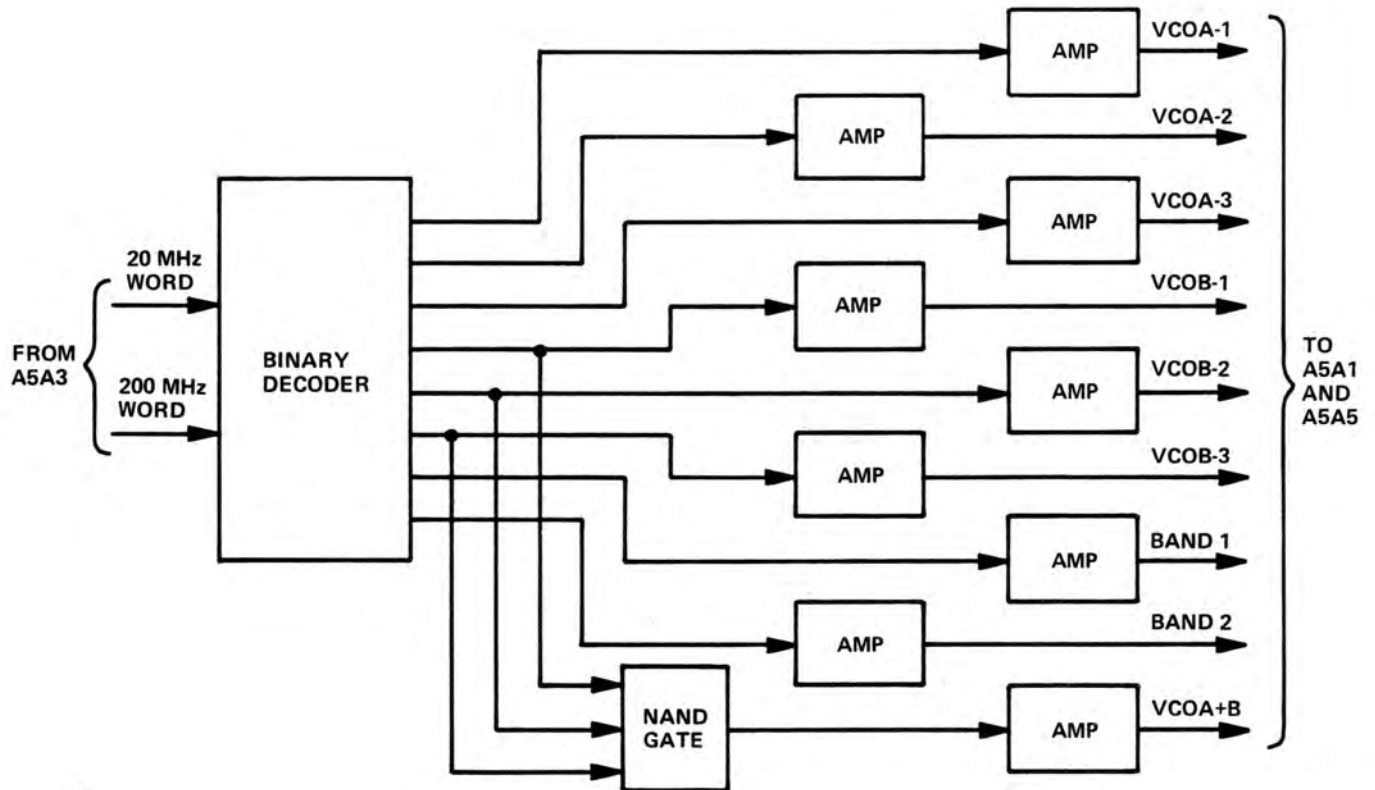 AMP
VCOA-1
AMP
VCOA-2
AMP
VCOA-3
20 MHz
WORD
AMP
VCOB-1
FROM
A5A3
BINARY
DECODER
TO
A5A1
AND
A5A5
AMP
VCOB-2
200 MHz
WORD
AMP
VCOB-3
AMP
BAND 1
AMP
BAND 2
NAND
GATE
AMP
VCOA+B